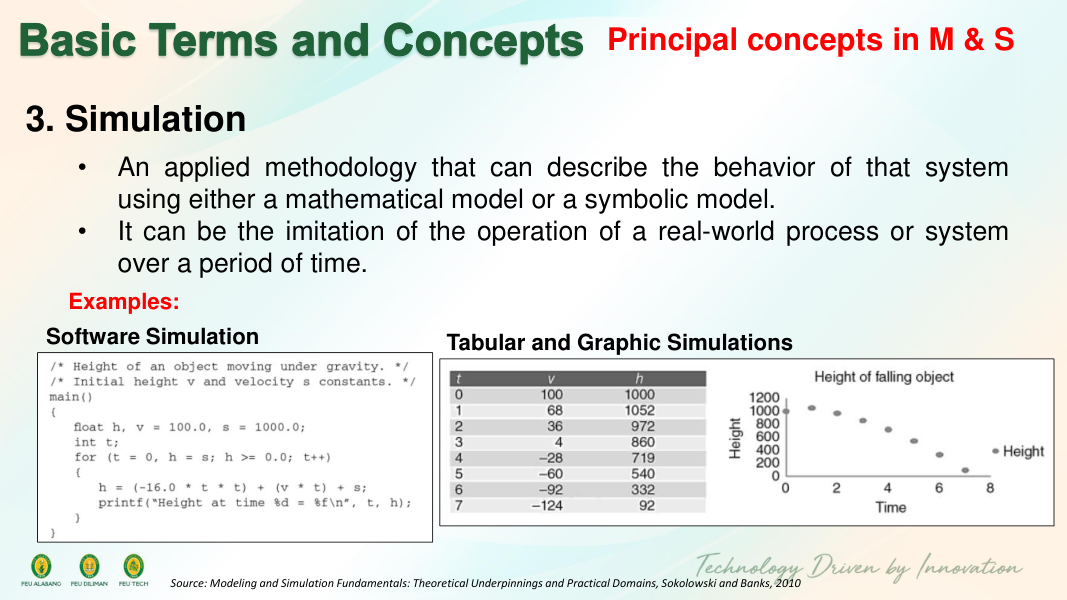 Basic Terms and Concepts Principal concepts in M & S
3. Simulation
• An applied methodology that can describe the behavior of that system
using either a mathematical model or a symbolic model.
• It can be the imitation of the operation of a real-world process or system
over a period of time.
Examples:
Software Simulation
/* Height of an object moving under gravity. */
/* Initial height v and velocity s constants. */
main()
{
float h, v = 100.0, s = 1000.0;
int t;
for (t = 0, h = s; h >= 0.0; t++)
{
h = (-16.0 * t * t) + (v * t) + s;
printf("Height at time %d = %f\n", t, h);
}
}
Tabular and Graphic Simulations
t v h
0 100 1000
1 68 1052
2 36 972
3 4 860
4 −28 719
5 −60 540
6 −92 332
7 −124 92
Height of falling object
Height
1200
1000
800
600
400
200
0
0 2 4 6 8
Time
Height
FEU ALABANG FEU DILIMAN FEU TECH
Technology Driven by Innovation
Source: Modeling and Simulation Fundamentals: Theoretical Underpinnings and Practical Domains, Sokolowski and Banks, 2010